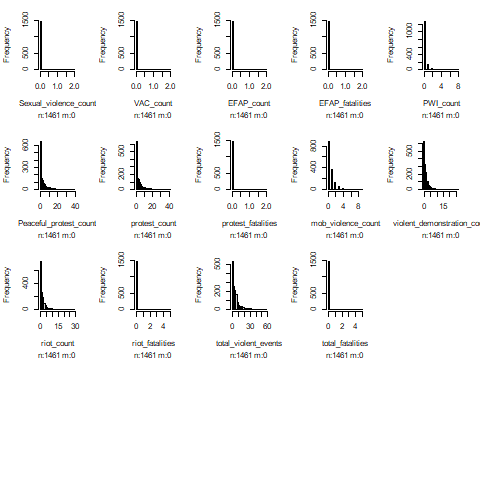 Frequency 0 500 1500 0.0 1.0 2.0 Sexual_violence_count n:1461 m:0
Frequency 0 500 1500 0.0 1.0 2.0 VAC_count n:1461 m:0
Frequency 0 500 1500 0.0 1.0 2.0 EFAP_count n:1461 m:0
Frequency 0 500 1500 0.0 1.0 2.0 EFAP_fatalities n:1461 m:0
Frequency 0 400 1200 0 4 8 PWI_count n:1461 m:0
Frequency 0 300 600 0 20 40 Peaceful_protest_count n:1461 m:0
Frequency 0 200 500 0 20 40 protest_count n:1461 m:0
Frequency 0 500 1500 0.0 1.0 2.0 protest_fatalities n:1461 m:0
Frequency 0 400 800 0 4 8 mob_violence_count n:1461 m:0
Frequency 0 200 500 0 15 violent_demonstration_co n:1461 m:0
Frequency 0 400 0 15 30 riot_count n:1461 m:0
Frequency 0 500 1500 0 2 4 riot_fatalities n:1461 m:0
Frequency 0 200 500 0 30 60 total_violent_events n:1461 m:0
Frequency 0 500 1500 0 2 4 total_fatalities n:1461 m:0